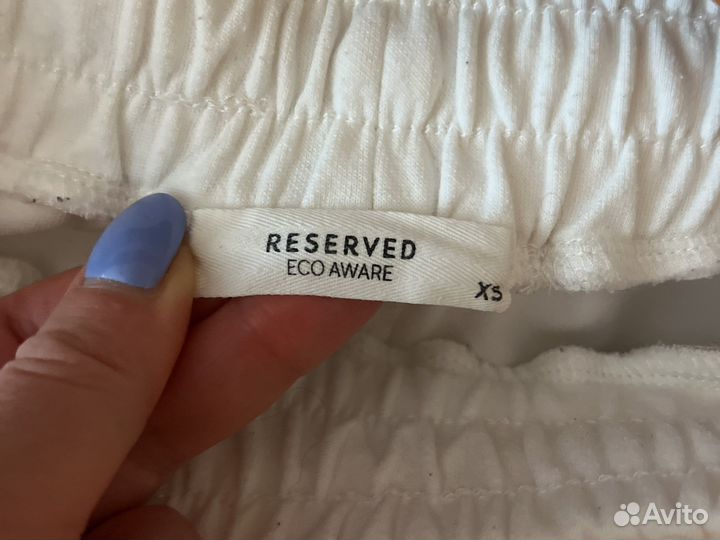 RESERVED
ECO AWARE
XS
Avito